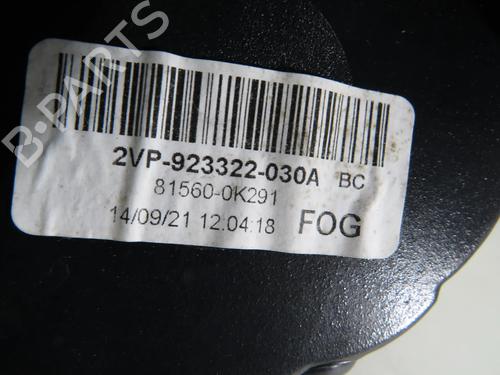 B-PARTS
2VP-923322-030A BC
81560-0K291
14/09/21 12:04:18 FOG